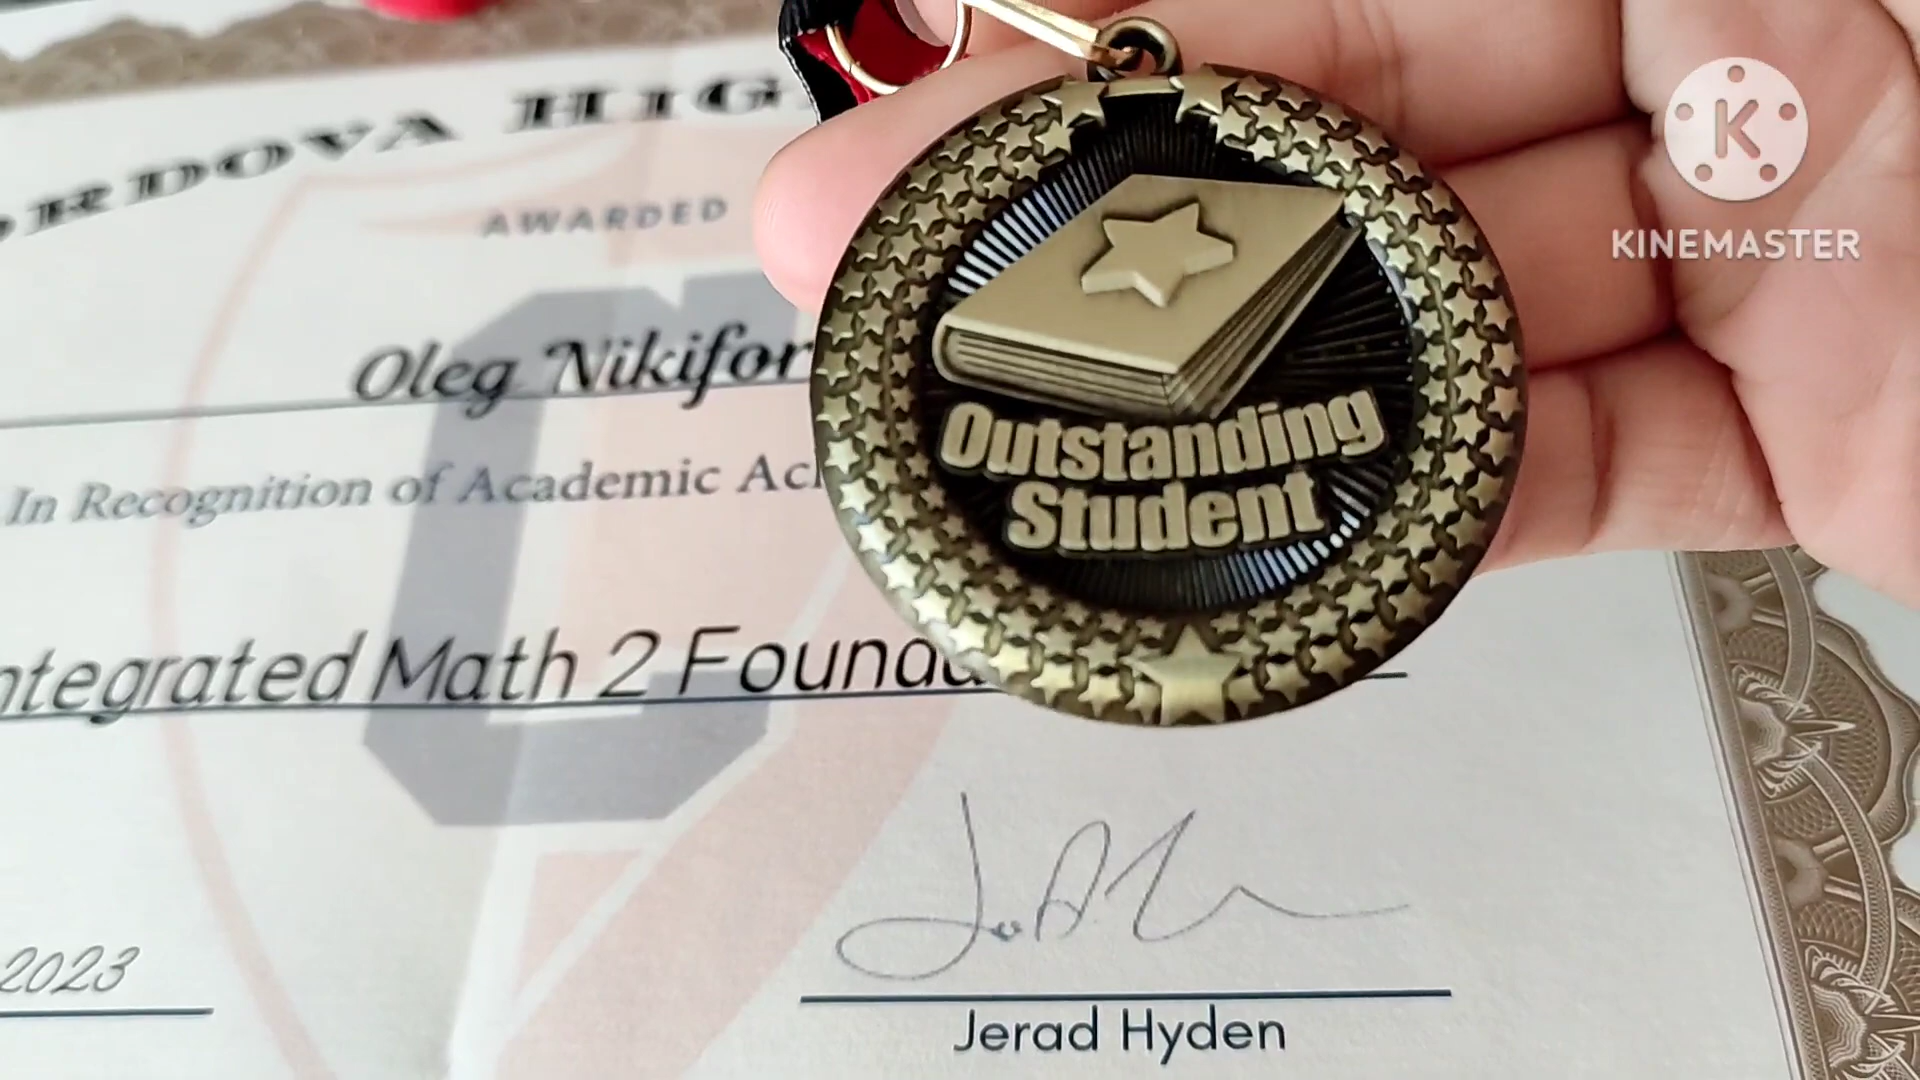 RDOVA HIG
AWARDED
Oleg Nikifor
In Recognition of Academic Ac
ntegrated Math 2 Founda
2023
Jerad Hyden
Outstanding
Student
K
KINEMASTER